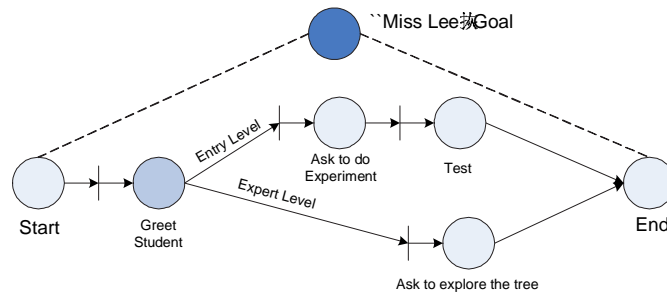 ``Miss Lee Goal
Entry Level
Ask to do
Experiment
Test
Start
Greet
Student
Expert Level
End
Ask to explore the tree